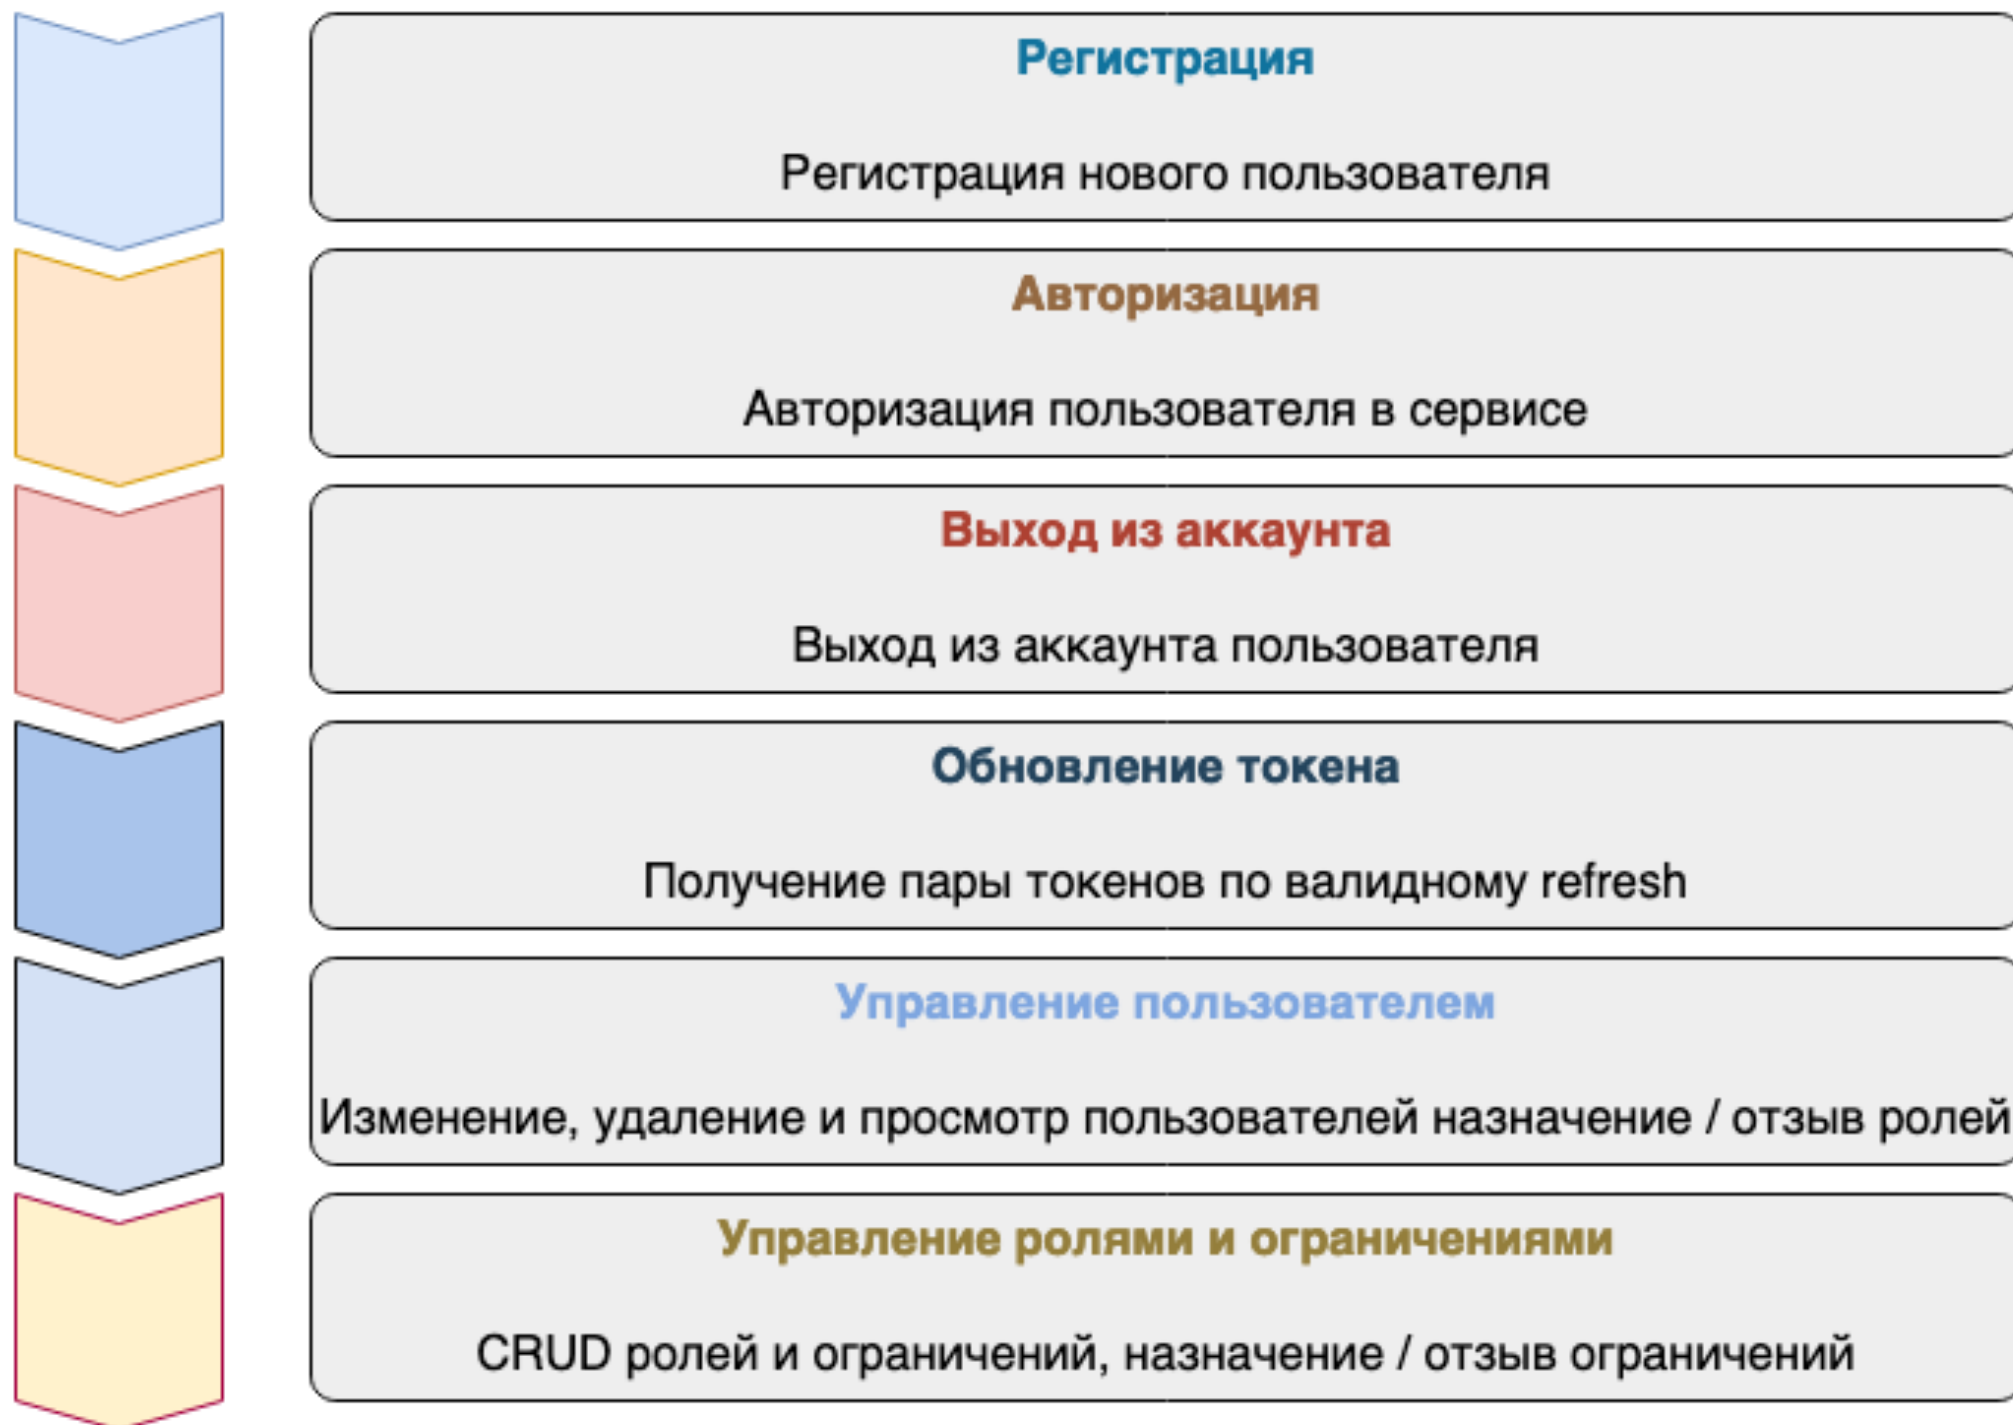 Регистрация
Регистрация нового пользователя
Авторизация
Авторизация пользователя в сервисе
Выход из аккаунта
Выход из аккаунта пользователя
Обновление токена
Получение пары токенов по валидному refresh
Управление пользователем
Изменение, удаление и просмотр пользователей назначение / отзыв ролей
Управление ролями и ограничениями
CRUD ролей и ограничений, назначение / отзыв ограничений